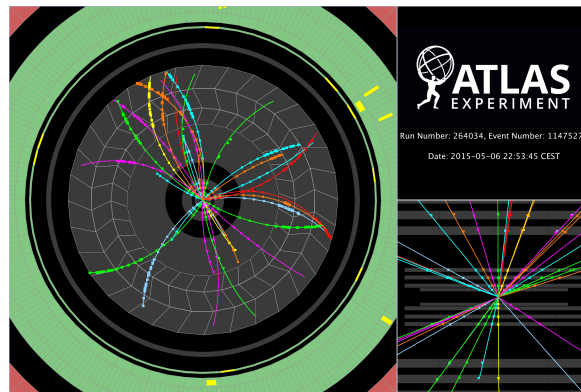 ATLAS
EXPERIMENT
Run Number: 264034, Event Number: 1147527
Date: 2015-05-06 22:53:45 CEST